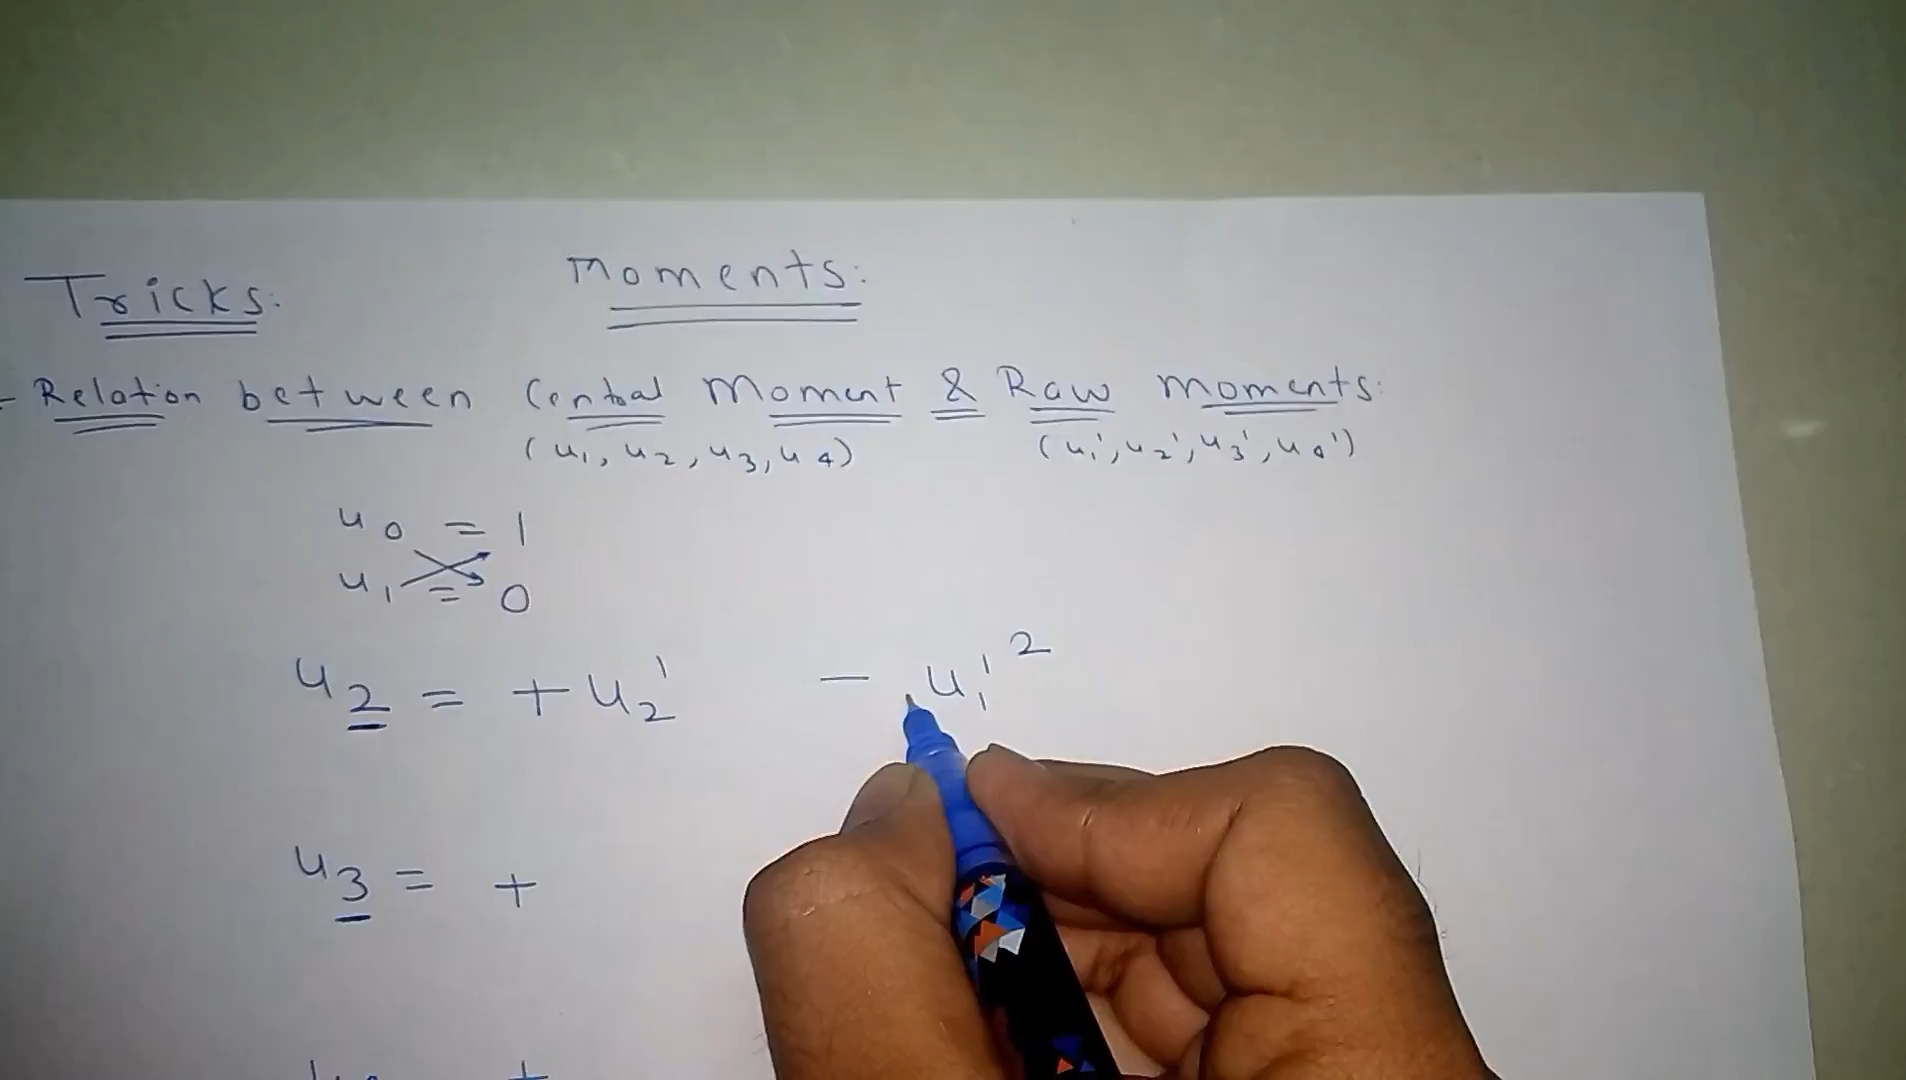 Moments:
Tricks:
- Relation between Central Moment & Raw Moments:
(u₁, u₂, u₃, u₄) (u₁', u₂', u₃', u₄')
u₀ = 1
u₁ = 0
u₂ = + u₂' - u₁'²
u₃ = +
+